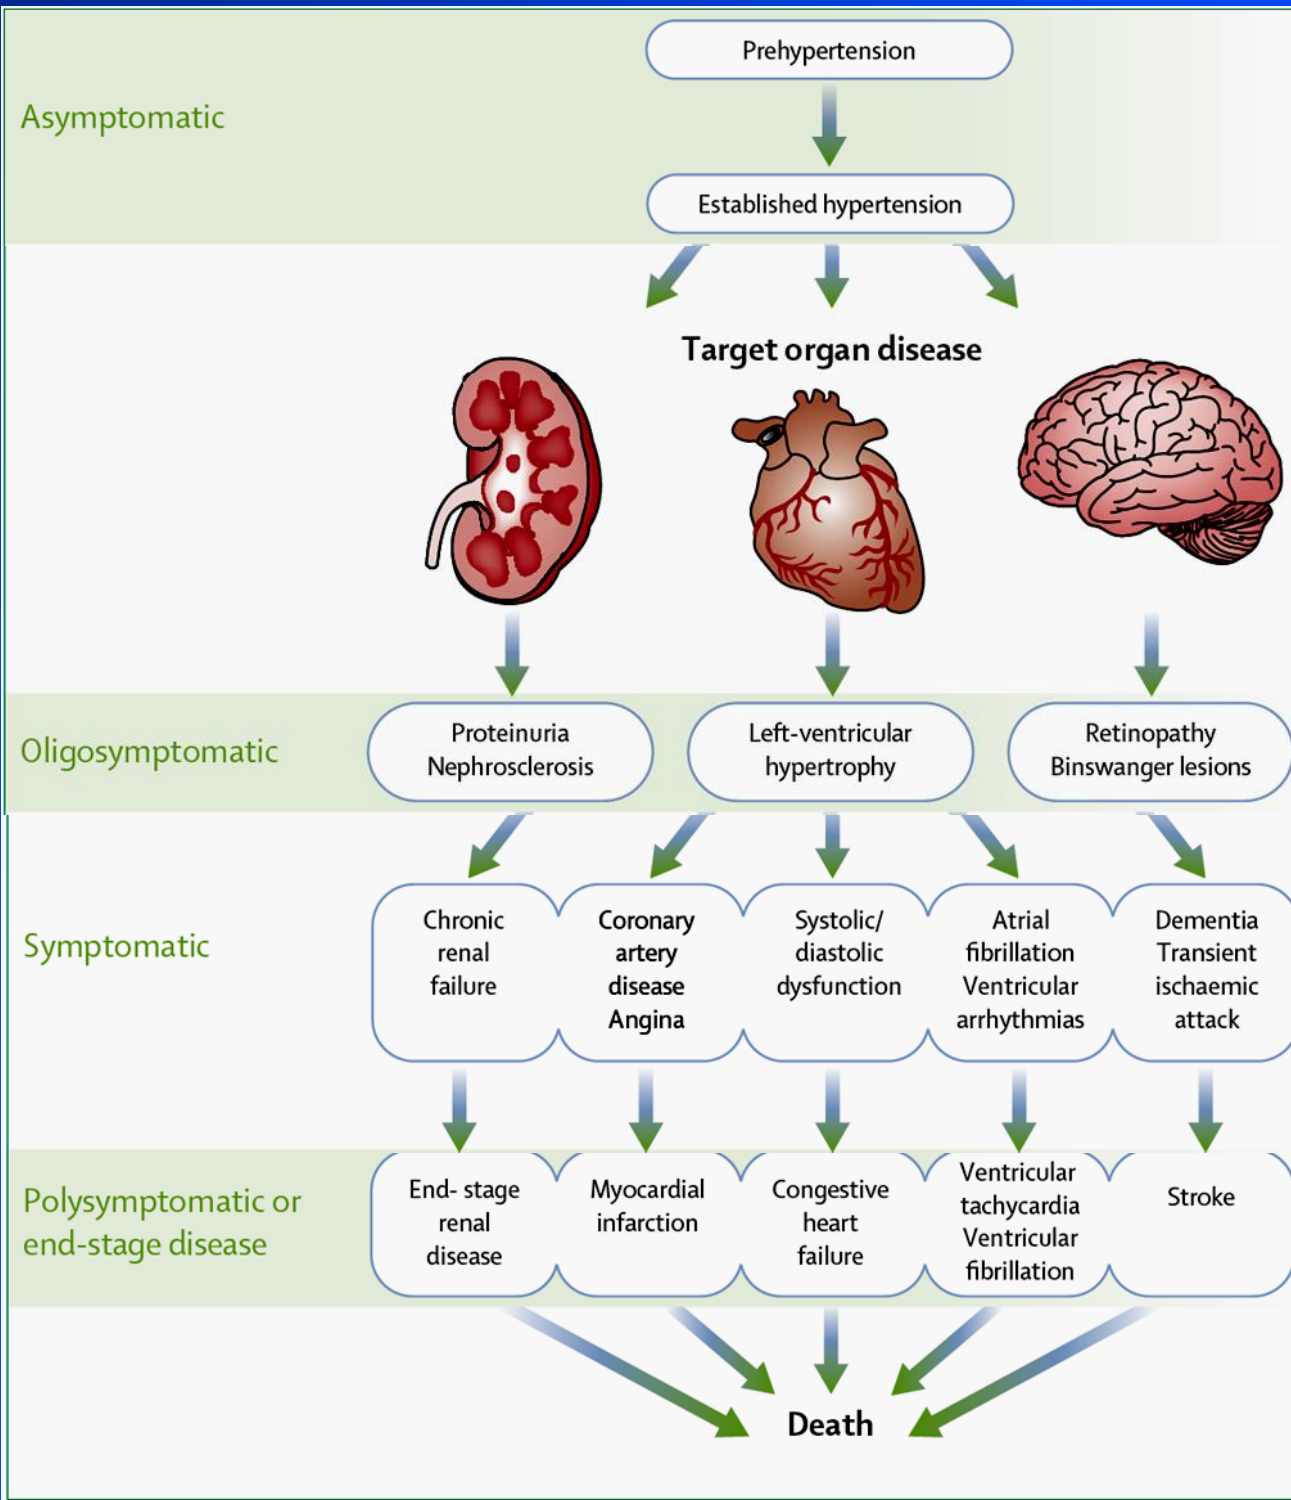 Prehypertension
Asymptomatic
Established hypertension
Target organ disease
Oligosymptomatic
Proteinuria
Nephrosclerosis
Left-ventricular
hypertrophy
Retinopathy
Binswanger lesions
Symptomatic
Chronic
renal
failure
Coronary
artery
disease
Angina
Systolic/
diastolic
dysfunction
Atrial
fibrillation
Ventricular
arrhythmias
Dementia
Transient
ischaemic
attack
Polysymptomatic or
end-stage disease
End- stage
renal
disease
Myocardial
infarction
Congestive
heart
failure
Ventricular
tachycardia
Ventricular
fibrillation
Stroke
Death